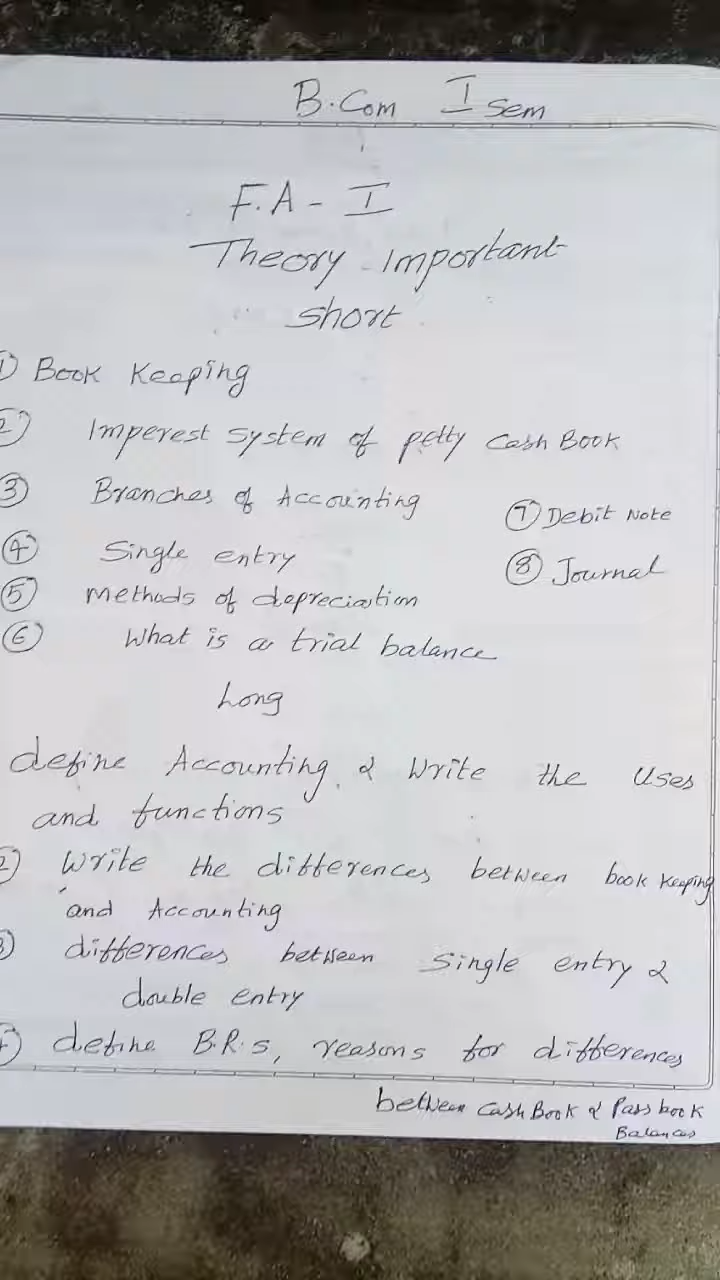 B.Com I Sem
F.A - I
Theory Important
Short
1) Book Keeping
2) Imperest System of petty Cash Book
3 Branches of Accounting
7 Debit Note
4 Single entry
8 Journal
5 methods of depreciation
6 What is a trial balance
Long
define Accounting & Write the Uses
and functions
2) Write the differences between book Keeping
and Accounting
3) differences between Single entry &
double entry
4) define B.R.S, reasons for differences
between Cash Book & Pass book
Balances